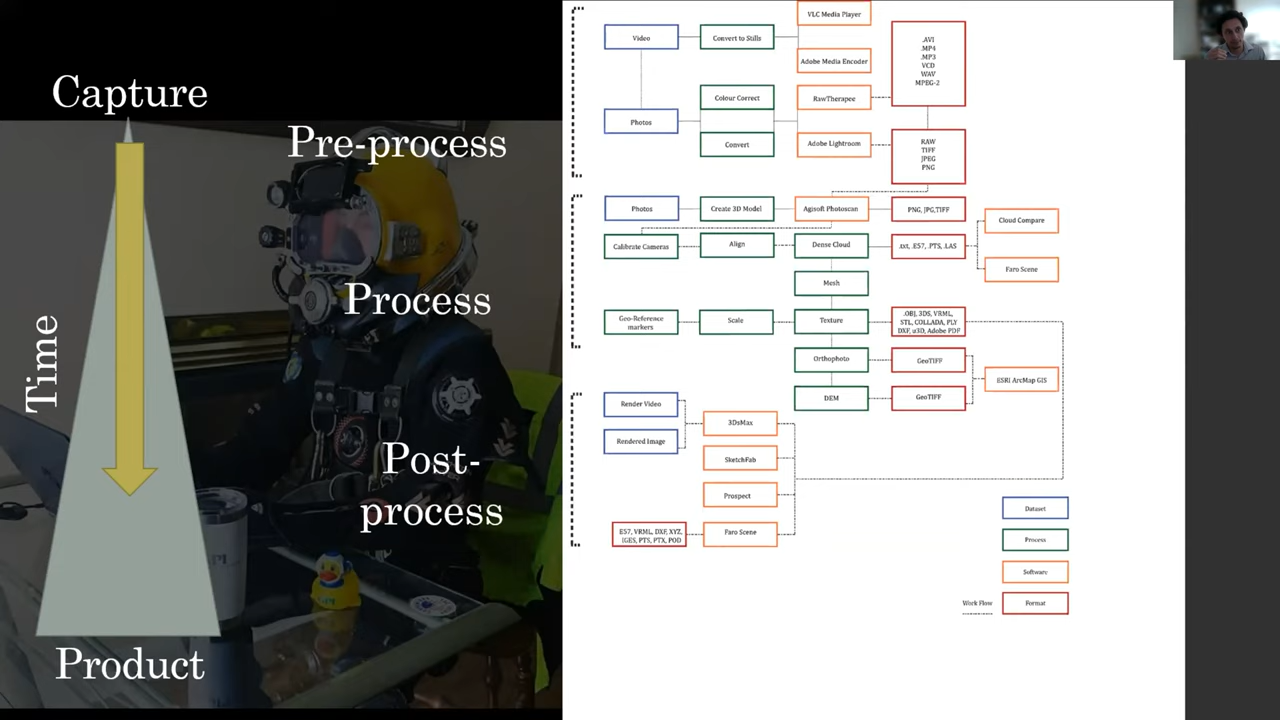 Capture
Pre-process
Process
Post-
process
Time
Product
Video
Convert to Stills
VLC Media Player
Adobe Media Encoder
.AVI
.MP4
.MP3
VCD
WAV
MPEG-2
Photos
Colour Correct
Convert
RawTherapee
Adobe Lightroom
RAW
TIFF
JPEG
PNG
Photos
Create 3D Model
Agisoft Photoscan
PNG, JPG,TIFF
Cloud Compare
Calibrate Cameras
Align
Dense Cloud
.txt, .E57, .PTS, .LAS
Faro Scene
Mesh
Geo-Reference
markers
Scale
Texture
.OBJ, 3DS, VRML,
STL, COLLADA, PLY
DXF, u3D, Adobe PDF
Orthophoto
GeoTIFF
ESRI ArcMap GIS
DEM
GeoTIFF
Render Video
Rendered Image
3DsMax
SketchFab
Prospect
E57, VRML, DXF, XYZ,
IGES, PTS, PTX, POD
Faro Scene
Dataset
Process
Software
Work Flow
Format